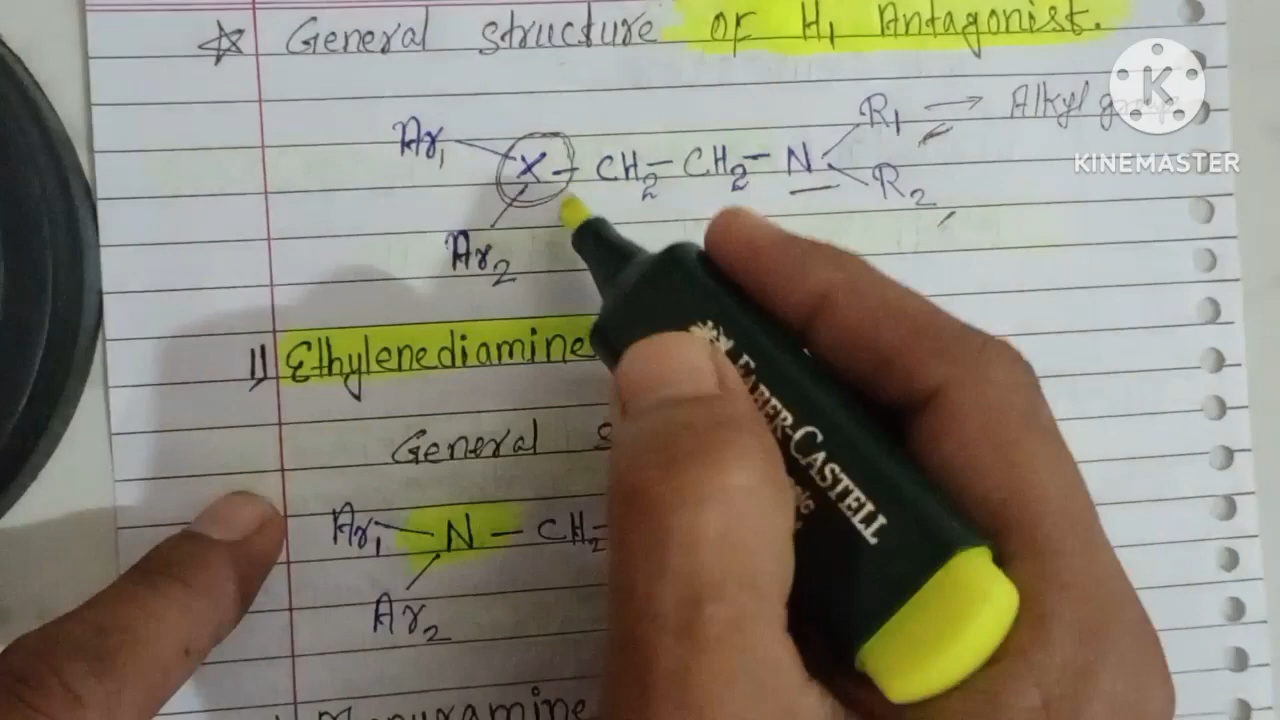 ☆ General structure of H1 Antagonist.
Ar1 X - CH2 - CH2 - N R1 → Alkyl
R2
Ar2
KINEMASTER
1) Ethylenediamine
General
Ar1 - N - CH2
Ar2
FABER-CASTELL